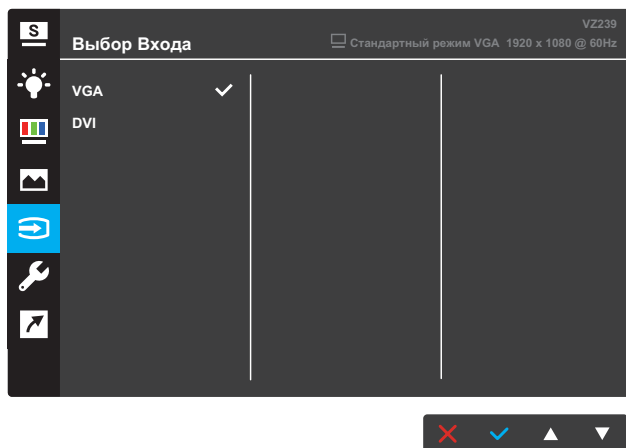 S
VZ239
Выбор Входа
Стандартный режим VGA 1920 x 1080 @ 60Hz
VGA
DVI